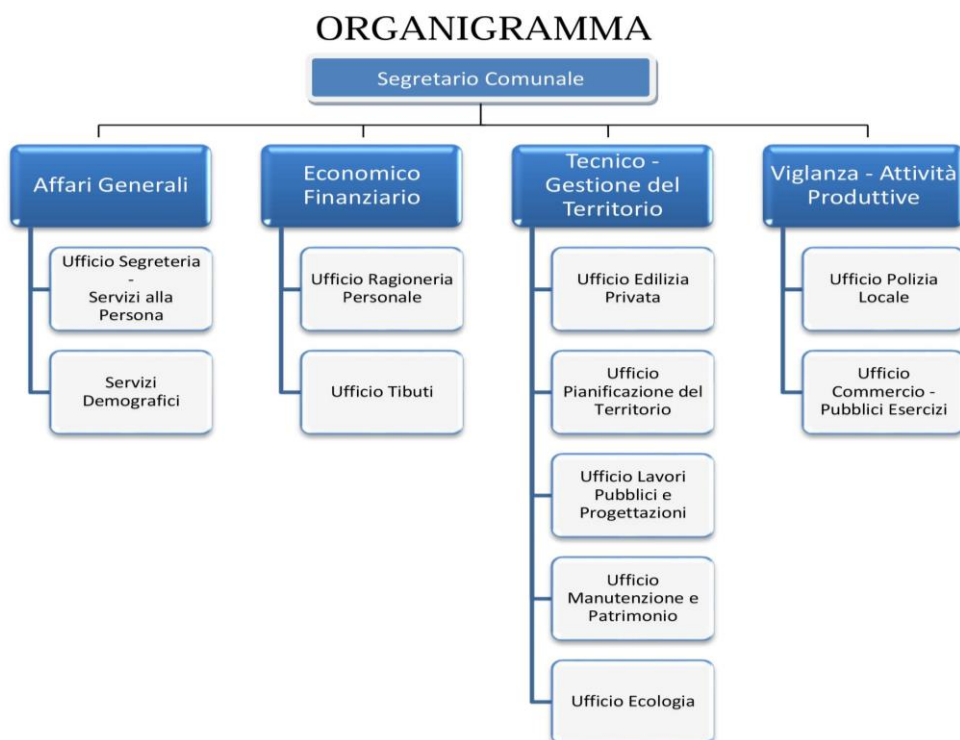 ORGANIGRAMMA
Segretario Comunale
Affari Generali
Ufficio Segreteria
-
Servizi alla
Persona
Servizi
Demografici
Economico
Finanziario
Ufficio Ragioneria
Personale
Ufficio Tibuti
Tecnico -
Gestione del
Territorio
Ufficio Edilizia
Privata
Ufficio
Pianificazione del
Territorio
Ufficio Lavori
Pubblici e
Progettazioni
Ufficio
Manutenzione e
Patrimonio
Ufficio Ecologia
Viglanza - Attività
Produttive
Ufficio Polizia
Locale
Ufficio
Commercio -
Pubblici Esercizi